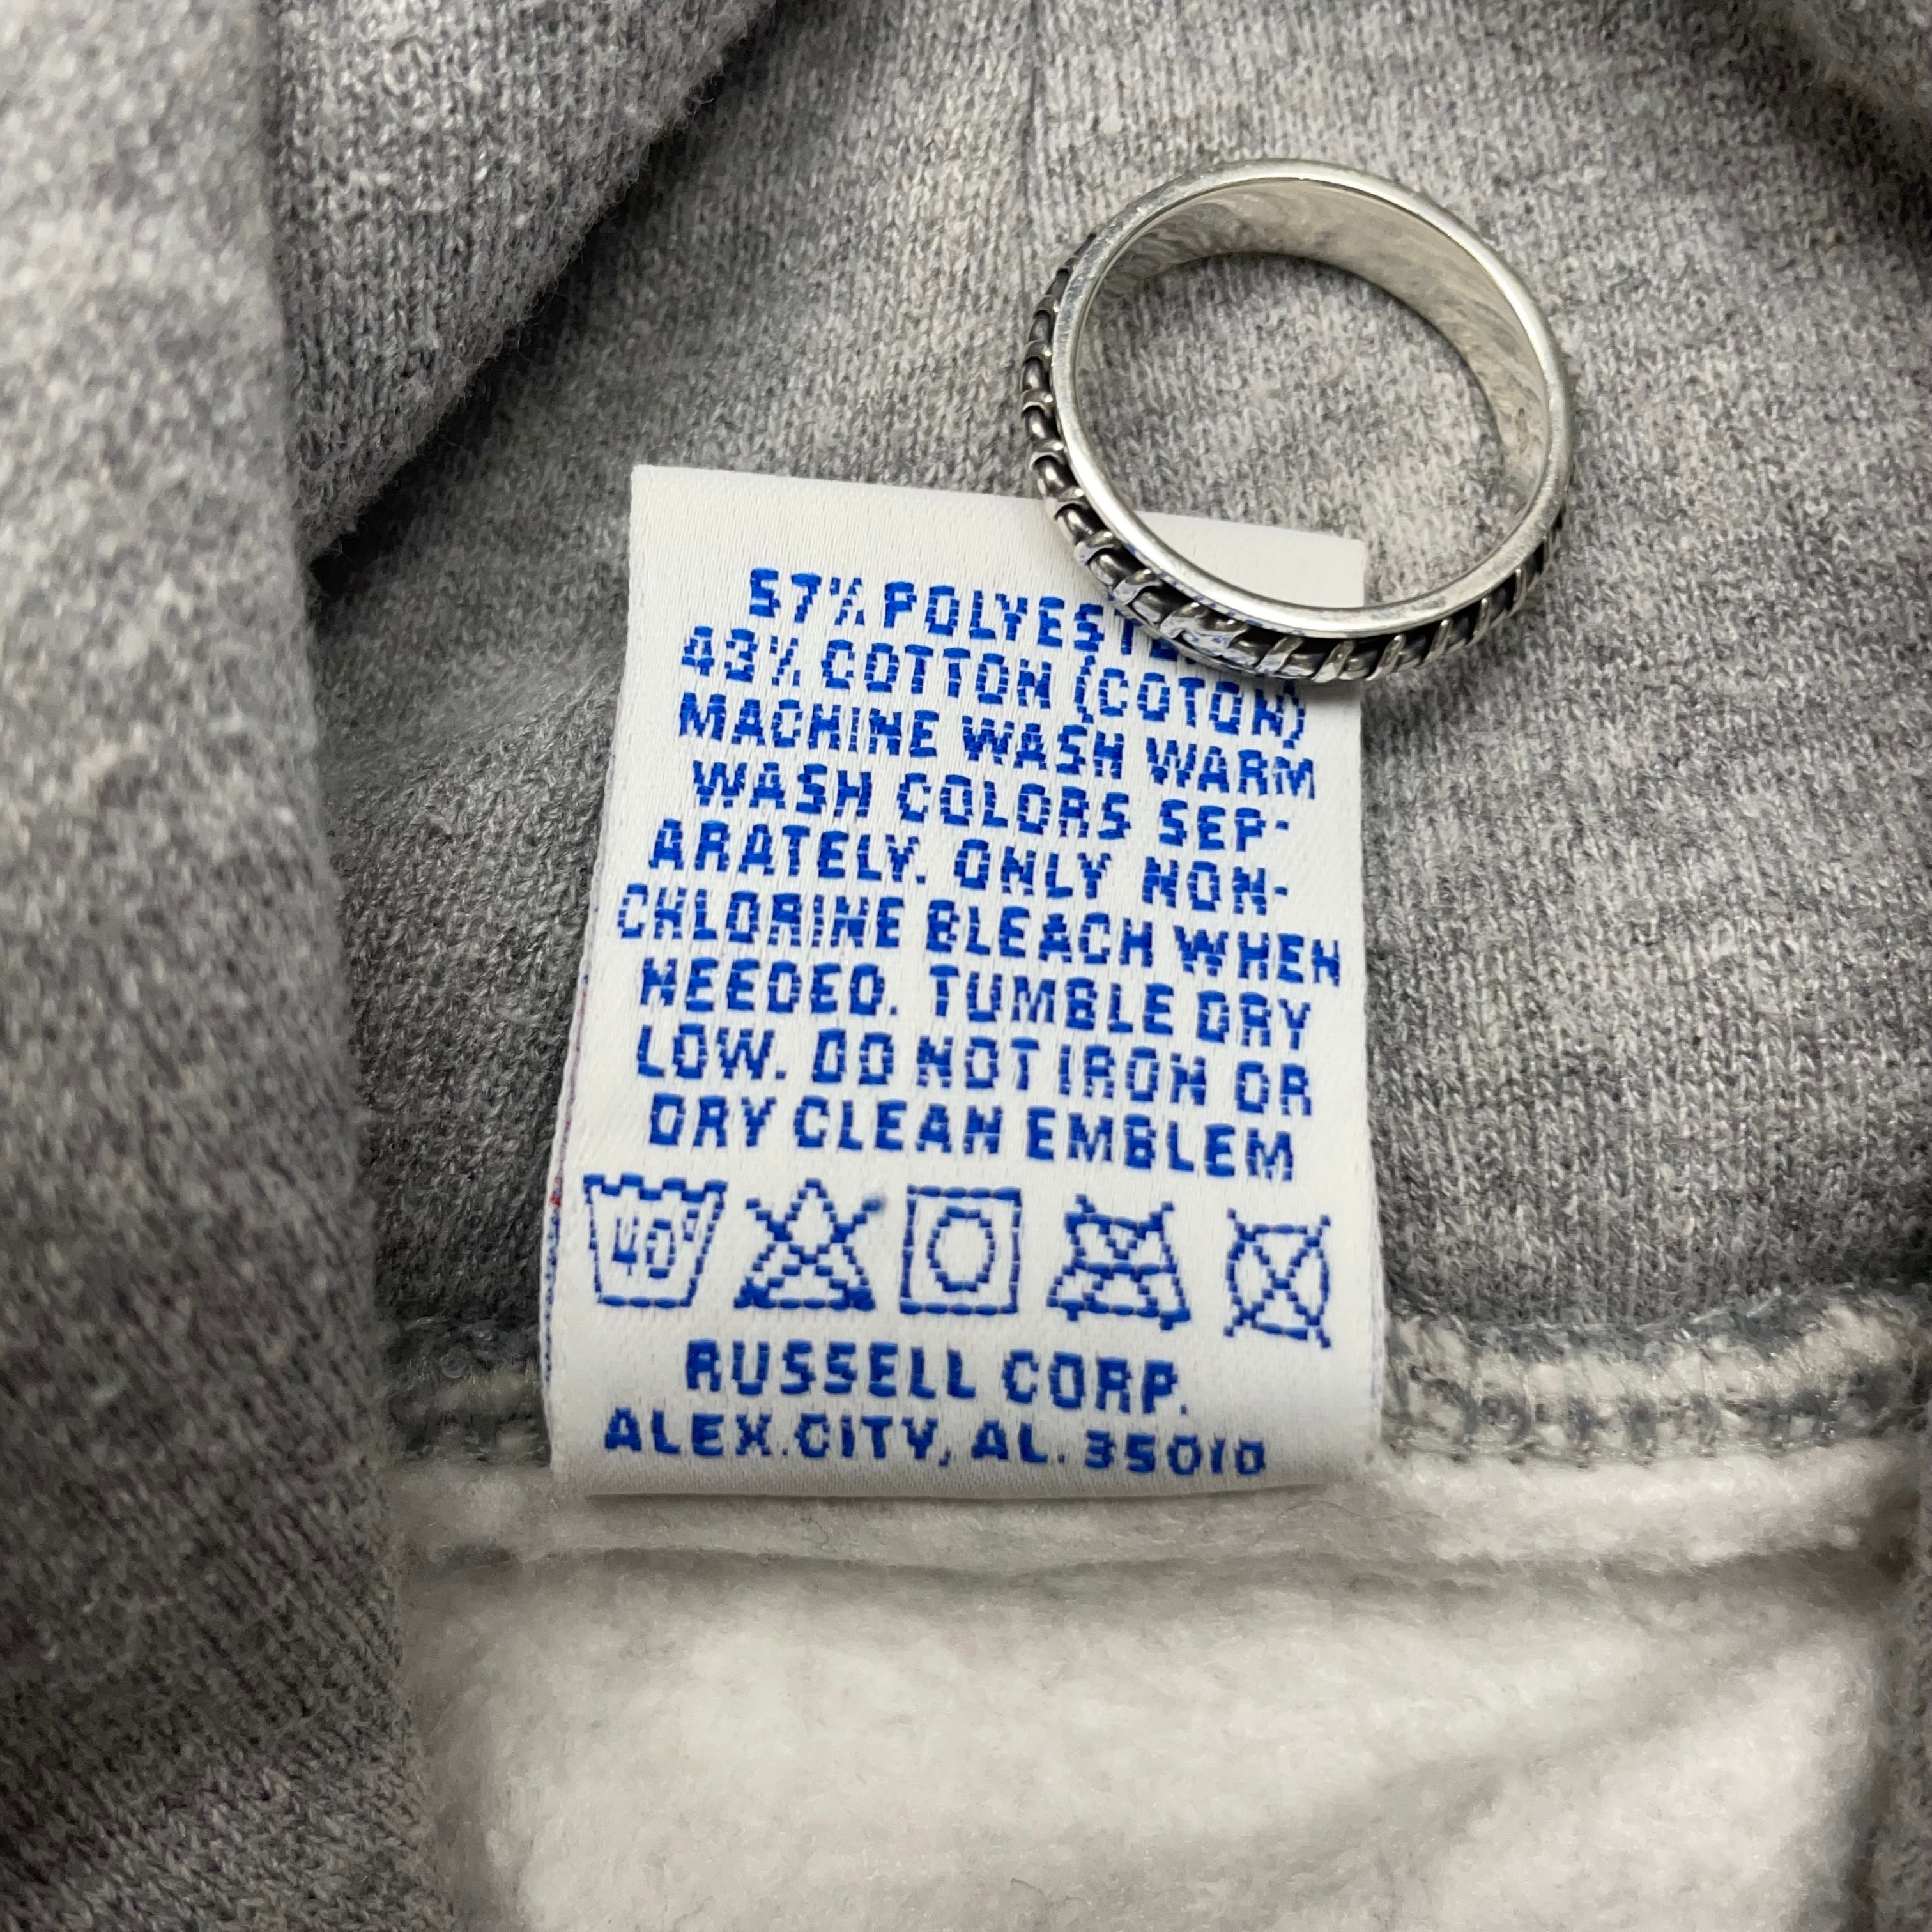 57% POLYESTER
43% COTTON (COTON)
MACHINE WASH WARM
WASH COLORS SEP-
ARATELY. ONLY NON-
CHLORINE BLEACH WHEN
NEEDED. TUMBLE DRY
LOW. DO NOT IRON OR
DRY CLEAN EMBLEM
40°
RUSSELL CORP.
ALEX.CITY, AL. 35010